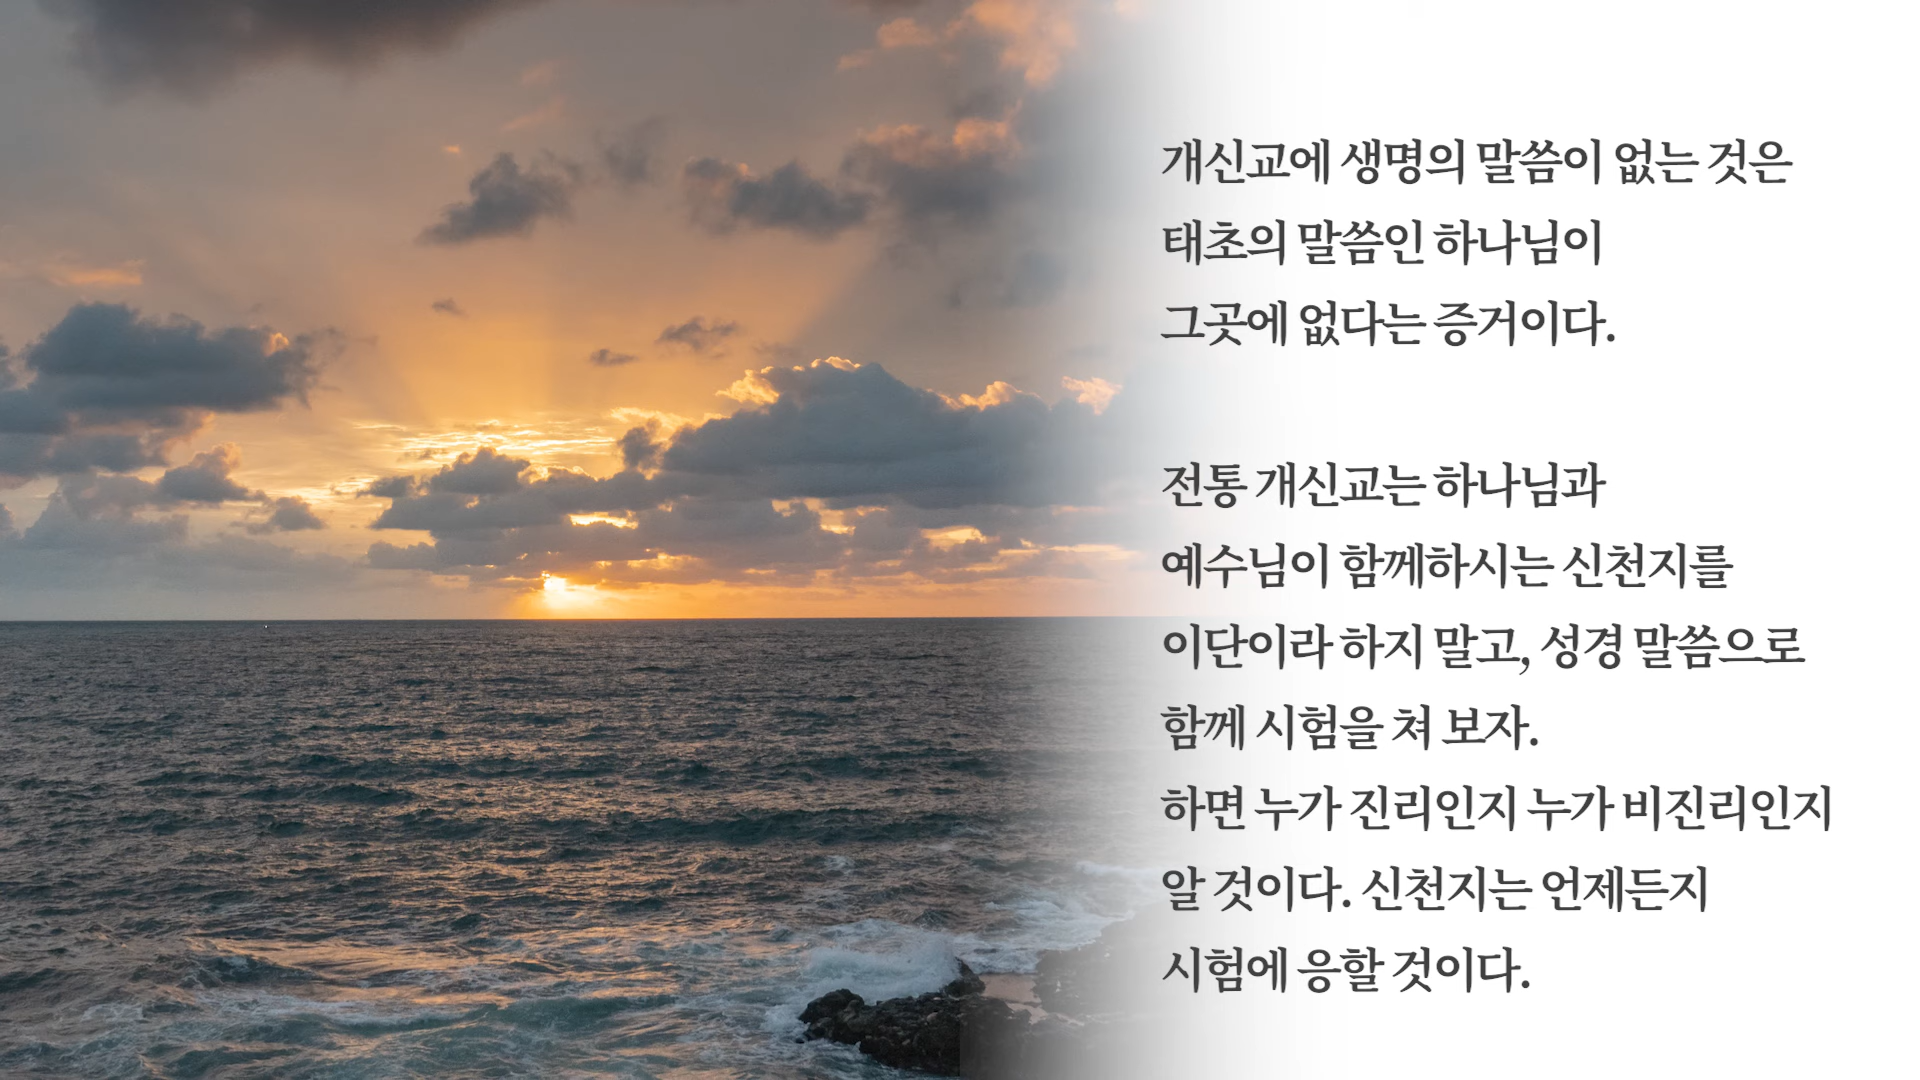 개신교에 생명의 말씀이 없는 것은
태초의 말씀인 하나님이
그곳에 없다는 증거이다.
전통 개신교는 하나님과
예수님이 함께하시는 신천지를
이단이라 하지 말고, 성경 말씀으로
함께 시험을 쳐 보자.
하면 누가 진리인지 누가 비진리인지
알 것이다. 신천지는 언제든지
시험에 응할 것이다.